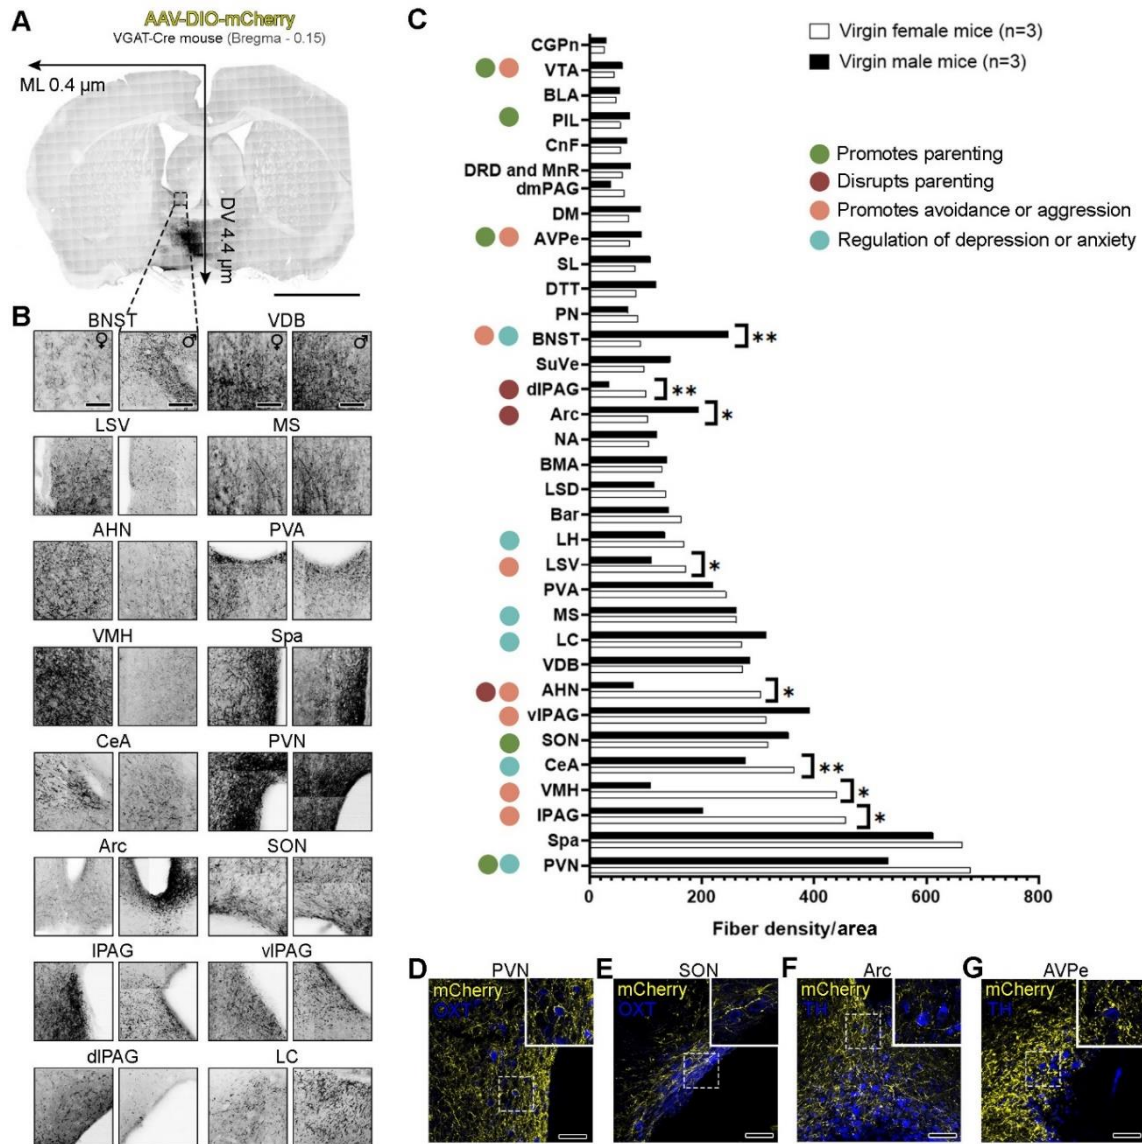 A
AAV-DIO-mCherry
VGAT-Cre mouse (Bregma - 0.15)
ML 0.4 µm
DV 4.4 µm
B
BNST VDB
♀ ♂ ♀ ♂
LSV MS
AHN PVA
VMH Spa
CeA PVN
Arc SON
lPAG vlPAG
dlPAG LC
C
Virgin female mice (n=3)
Virgin male mice (n=3)
Promotes parenting
Disrupts parenting
Promotes avoidance or aggression
Regulation of depression or anxiety
CGPn
VTA
BLA
PIL
CnF
DRD and MnR
dmPAG
DM
AVPe
SL
DTT
PN
BNST **
SuVe
dlPAG **
Arc *
NA
BMA
LSD
Bar
LH
LSV *
PVA
MS
LC
VDB
AHN *
vlPAG
SON
CeA **
VMH *
lPAG *
Spa
PVN
0 200 400 600 800
Fiber density/area
D PVN
mCherry
OXT
E SON
mCherry
OXT
F Arc
mCherry
TH
G AVPe
mCherry
TH